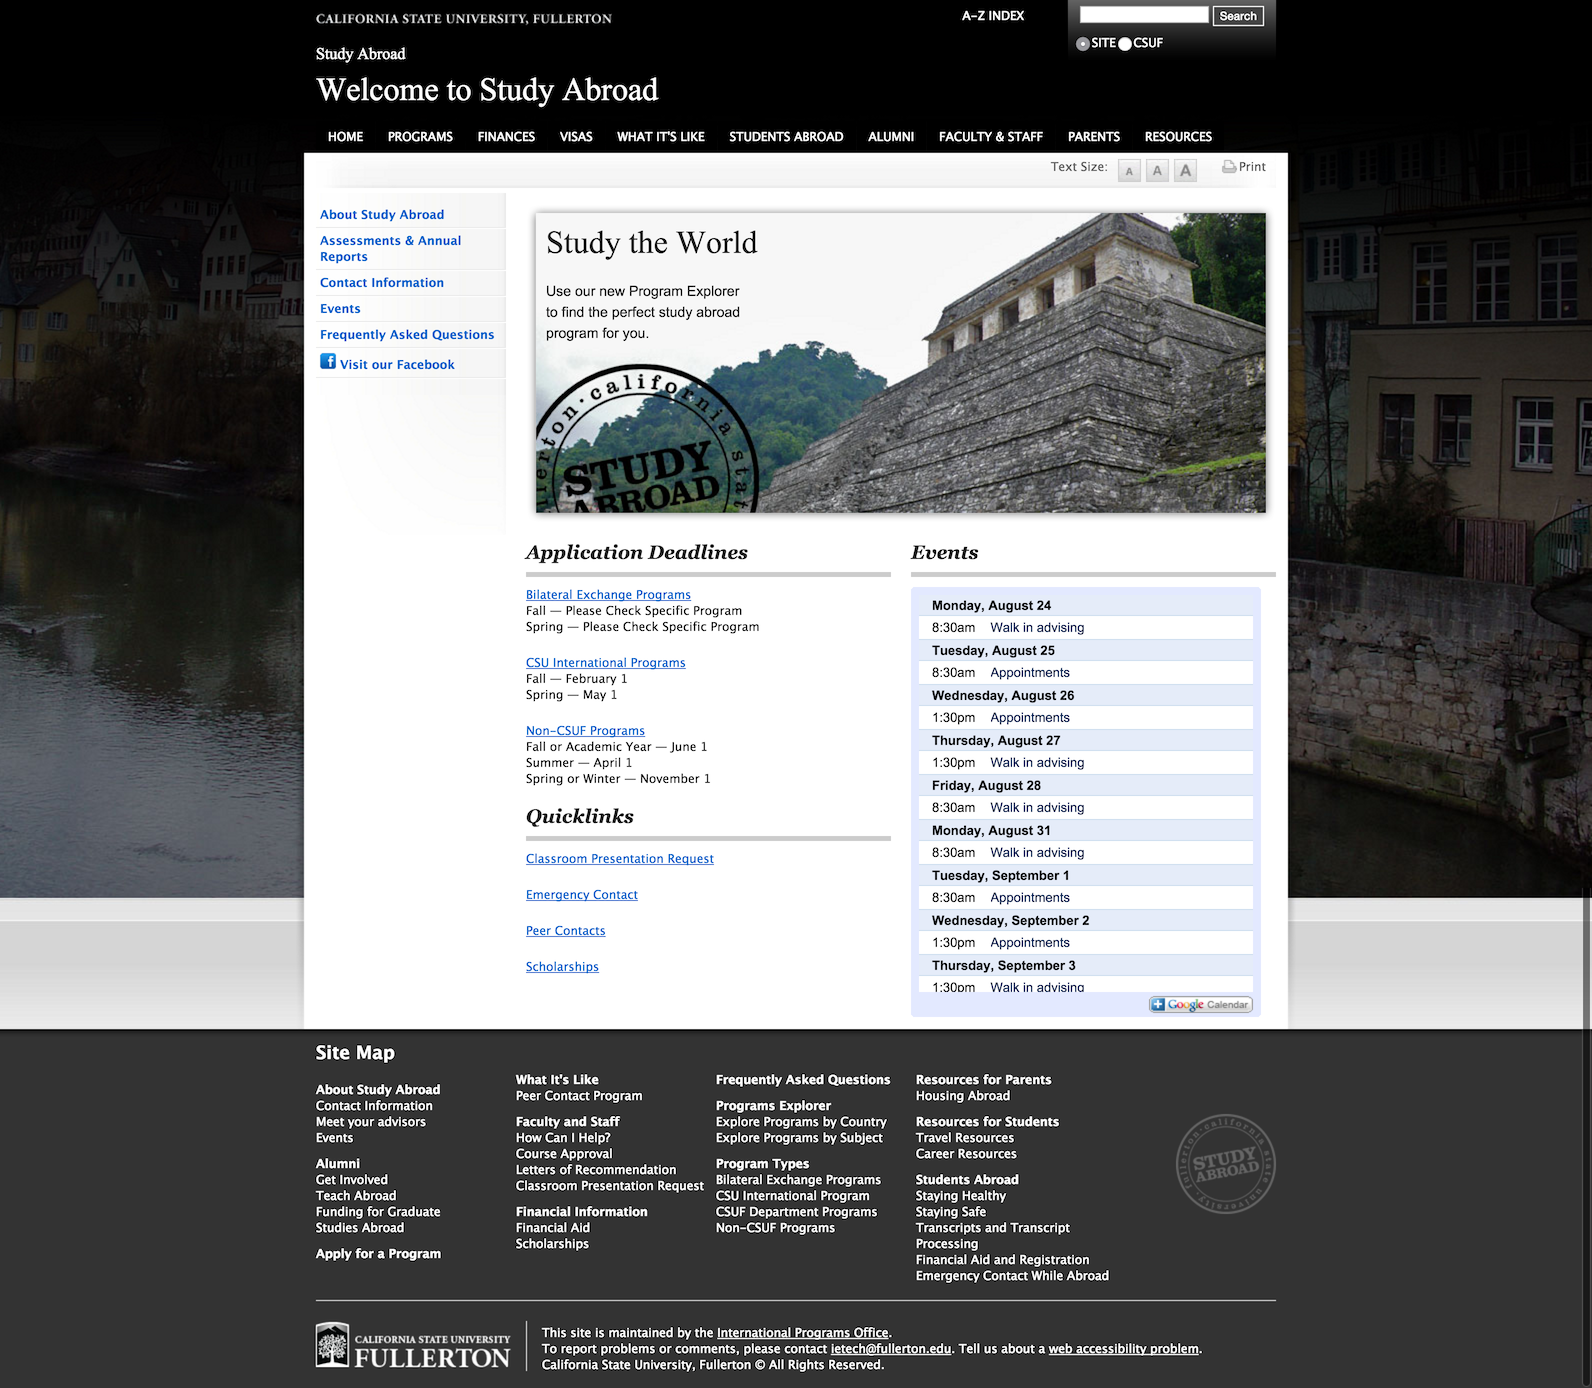 CALIFORNIA STATE UNIVERSITY, FULLERTON
A-Z INDEX
Search
SITE CSUF
Study Abroad
Welcome to Study Abroad
HOME PROGRAMS FINANCES VISAS WHAT IT'S LIKE STUDENTS ABROAD ALUMNI FACULTY & STAFF PARENTS RESOURCES
Text Size: A A A Print
About Study Abroad
Assessments & Annual
Reports
Contact Information
Events
Frequently Asked Questions
Visit our Facebook
Study the World
Use our new Program Explorer
to find the perfect study abroad
program for you.
california
STUDY
ABROAD
Application Deadlines
Bilateral Exchange Programs
Fall — Please Check Specific Program
Spring — Please Check Specific Program
CSU International Programs
Fall — February 1
Spring — May 1
Non-CSUF Programs
Fall or Academic Year — June 1
Summer — April 1
Spring or Winter — November 1
Quicklinks
Classroom Presentation Request
Emergency Contact
Peer Contacts
Scholarships
Events
Monday, August 24
8:30am Walk in advising
Tuesday, August 25
8:30am Appointments
Wednesday, August 26
1:30pm Appointments
Thursday, August 27
1:30pm Walk in advising
Friday, August 28
8:30am Walk in advising
Monday, August 31
8:30am Walk in advising
Tuesday, September 1
8:30am Appointments
Wednesday, September 2
1:30pm Appointments
Thursday, September 3
1:30pm Walk in advising
Google Calendar
Site Map
About Study Abroad
Contact Information
Meet your advisors
Events
Alumni
Get Involved
Teach Abroad
Funding for Graduate
Studies Abroad
Apply for a Program
What It's Like
Peer Contact Program
Faculty and Staff
How Can I Help?
Course Approval
Letters of Recommendation
Classroom Presentation Request
Financial Information
Financial Aid
Scholarships
Frequently Asked Questions
Programs Explorer
Explore Programs by Country
Explore Programs by Subject
Program Types
Bilateral Exchange Programs
CSU International Program
CSUF Department Programs
Non-CSUF Programs
Resources for Parents
Housing Abroad
Resources for Students
Travel Resources
Career Resources
Students Abroad
Staying Healthy
Staying Safe
Transcripts and Transcript
Processing
Financial Aid and Registration
Emergency Contact While Abroad
fullerton · california state university
STUDY
ABROAD
CALIFORNIA STATE UNIVERSITY
FULLERTON
This site is maintained by the International Programs Office.
To report problems or comments, please contact ietech@fullerton.edu. Tell us about a web accessibility problem.
California State University, Fullerton © All Rights Reserved.